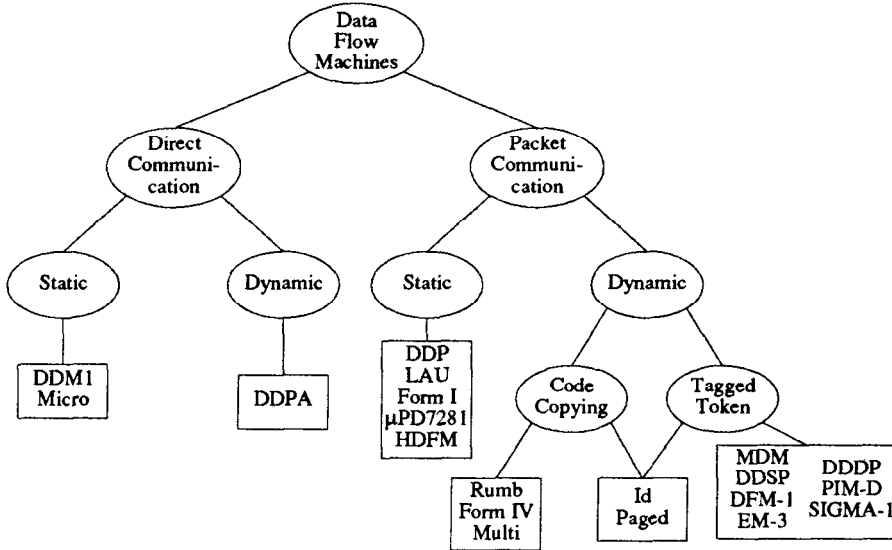 Data
Flow
Machines
Direct
Communi-
cation
Packet
Communi-
cation
Static
Dynamic
Static
Dynamic
DDM1
Micro
DDPA
DDP
LAU
Form I
μPD7281
HDFM
Code
Copying
Tagged
Token
Rumb
Form IV
Multi
Id
Paged
MDM
DDSP
DFM-1
EM-3
DDDP
PIM-D
SIGMA-1